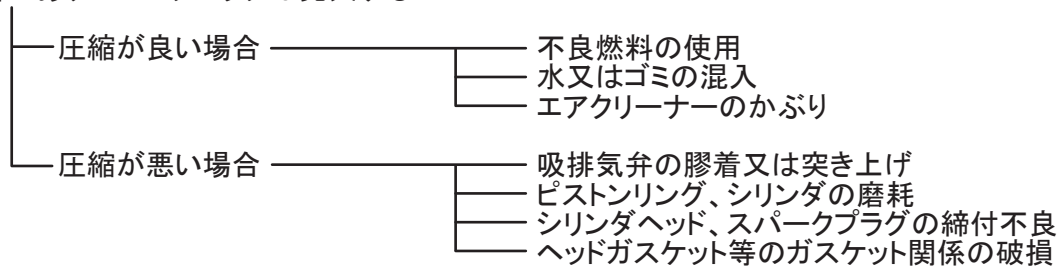 圧縮が良い場合
不良燃料の使用
水又はゴミの混入
エアクリーナーのかぶり
圧縮が悪い場合
吸排気弁の膠着又は突き上げ
ピストンリング、シリンダの磨耗
シリンダヘッド、スパークプラグの締付不良
ヘッドガスケット等のガスケット関係の破損